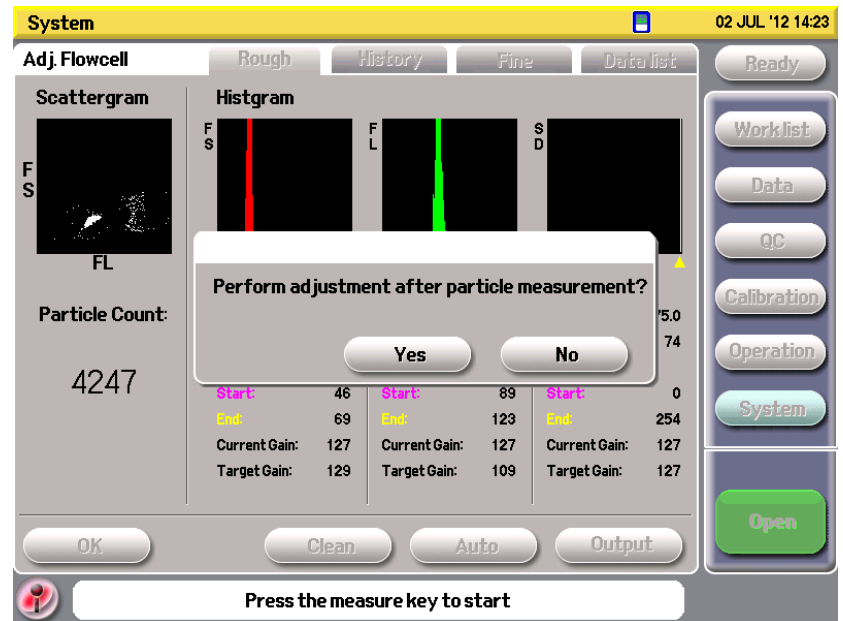 System
02 JUL '12 14:23
Adj. Flowcell
Rough
History
Fine
Data list
Ready
Scattergram
Histgram
FS
FL
FS
FL
SD
Perform adjustment after particle measurement?
Yes
No
Particle Count:
4247
75.0
74
Start: 46
Start: 89
Start: 0
End: 69
End: 123
End: 254
Current Gain: 127
Current Gain: 127
Current Gain: 127
Target Gain: 129
Target Gain: 109
Target Gain: 127
OK
Clean
Auto
Output
Work list
Data
QC
Calibration
Operation
System
Open
Press the measure key to start